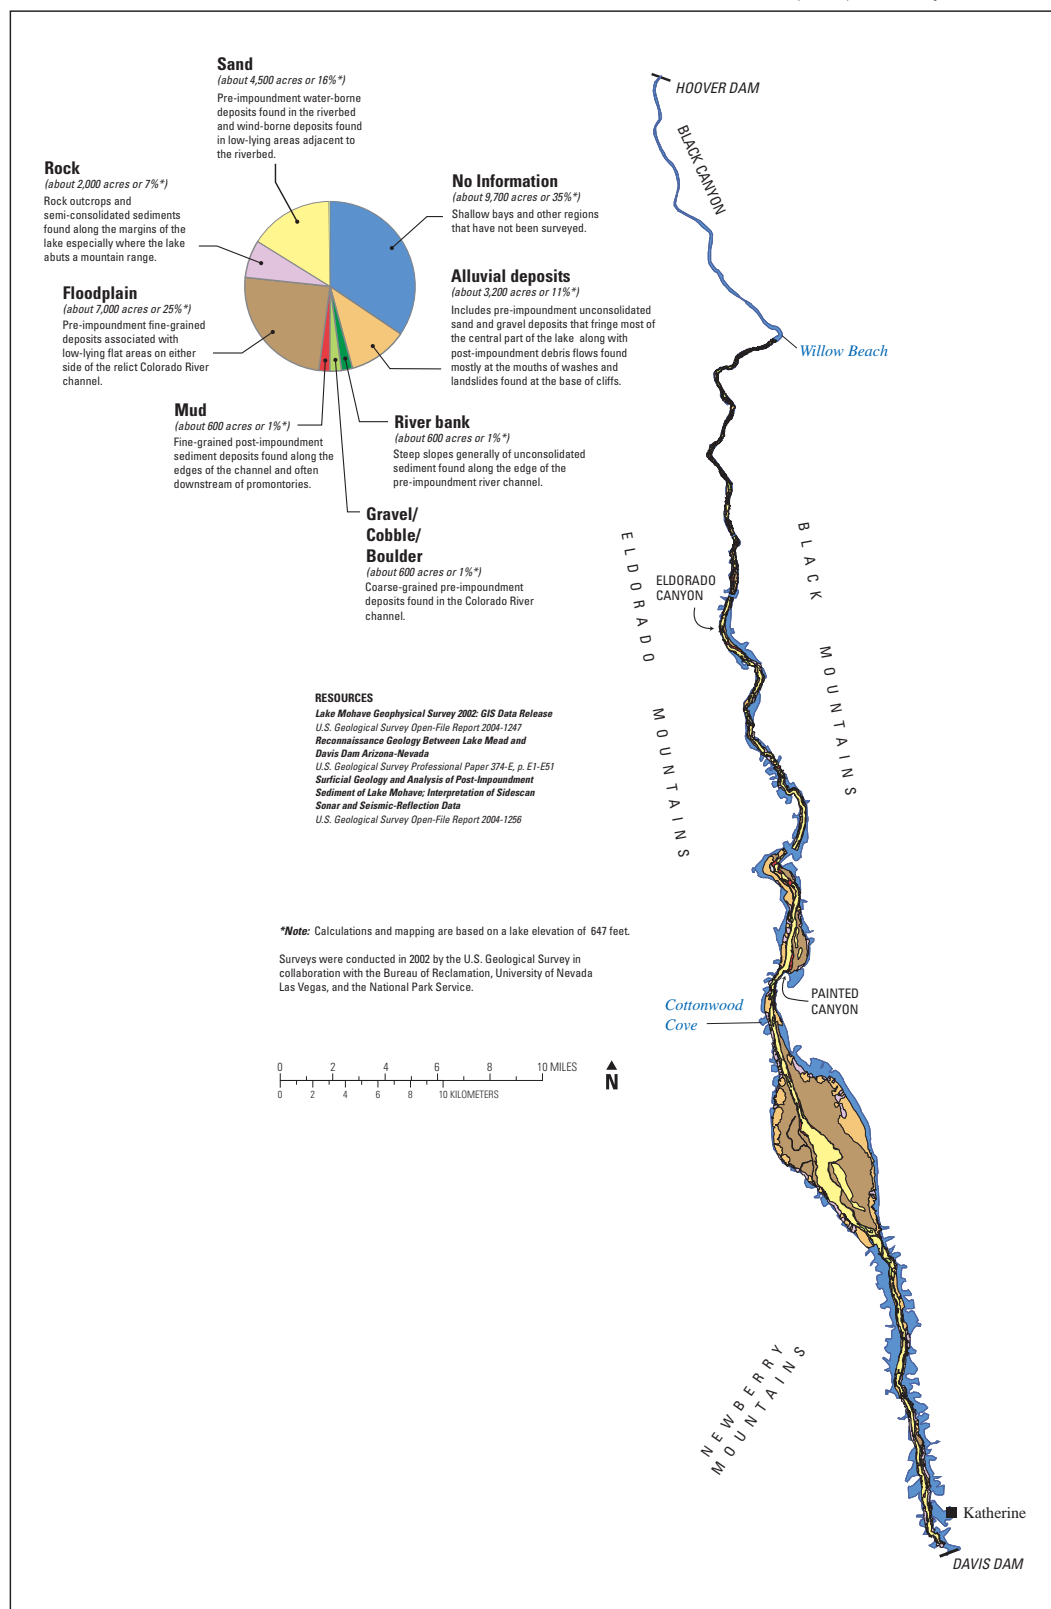 Sand
(about 4,500 acres or 16%*)
Pre-impoundment water-borne
deposits found in the riverbed
and wind-borne deposits found
in low-lying areas adjacent to
the riverbed.
Rock
(about 2,000 acres or 7%*)
Rock outcrops and
semi-consolidated sediments
found along the margins of the
lake especially where the lake
abuts a mountain range.
Floodplain
(about 7,000 acres or 25%*)
Pre-impoundment fine-grained
deposits associated with
low-lying flat areas on either
side of the relict Colorado River
channel.
Mud
(about 600 acres or 1%*)
Fine-grained post-impoundment
sediment deposits found along the
edges of the channel and often
downstream of promontories.
No Information
(about 9,700 acres or 35%*)
Shallow bays and other regions
that have not been surveyed.
Alluvial deposits
(about 3,200 acres or 11%*)
Includes pre-impoundment unconsolidated
sand and gravel deposits that fringe most of
the central part of the lake along with
post-impoundment debris flows found
mostly at the mouths of washes and
landslides found at the base of cliffs.
River bank
(about 600 acres or 1%*)
Steep slopes generally of unconsolidated
sediment found along the edge of the
pre-impoundment river channel.
Gravel/
Cobble/
Boulder
(about 600 acres or 1%*)
Coarse-grained pre-impoundment
deposits found in the Colorado River
channel.
RESOURCES
Lake Mohave Geophysical Survey 2002: GIS Data Release
U.S. Geological Survey Open-File Report 2004-1247
Reconnaissance Geology Between Lake Mead and
Davis Dam Arizona-Nevada
U.S. Geological Survey Professional Paper 374-E, p. E1-E51
Surficial Geology and Analysis of Post-Impoundment
Sediment of Lake Mohave; Interpretation of Sidescan
Sonar and Seismic-Reflection Data
U.S. Geological Survey Open-File Report 2004-1256
*Note: Calculations and mapping are based on a lake elevation of 647 feet.
Surveys were conducted in 2002 by the U.S. Geological Survey in
collaboration with the Bureau of Reclamation, University of Nevada
Las Vegas, and the National Park Service.
0 2 4 6 8 10 MILES
0 2 4 6 8 10 KILOMETERS
N
HOOVER DAM
BLACK CANYON
Willow Beach
ELDORADO MOUNTAINS
BLACK MOUNTAINS
ELDORADO
CANYON
PAINTED
CANYON
Cottonwood
Cove
NEWBERRY
MOUNTAINS
Katherine
DAVIS DAM